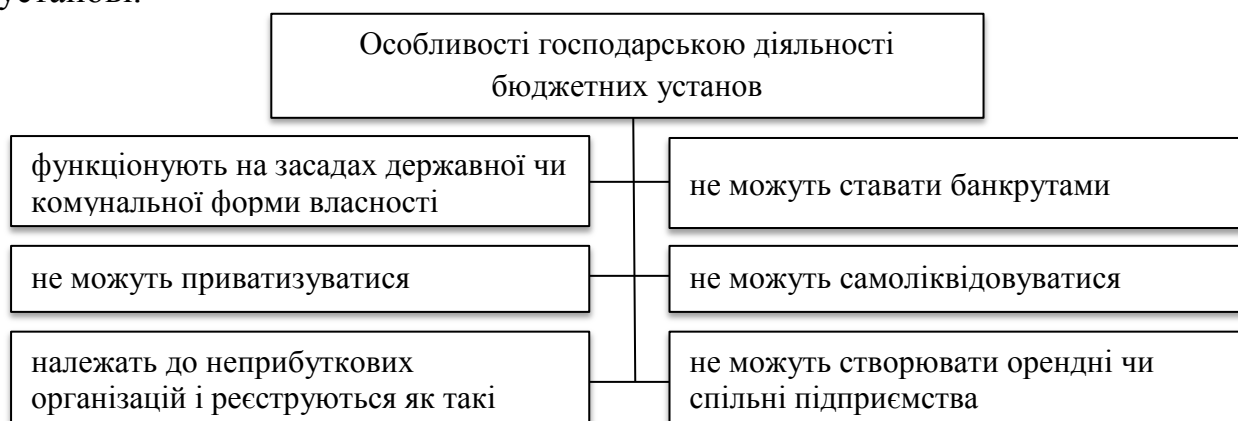 установі.
Особливості господарською діяльності
бюджетних установ
функціонують на засадах державної чи
комунальної форми власності
не можуть ставати банкрутами
не можуть приватизуватися
не можуть самоліквідовуватися
належать до неприбуткових
організацій і реєструються як такі
не можуть створювати орендні чи
спільні підприємства